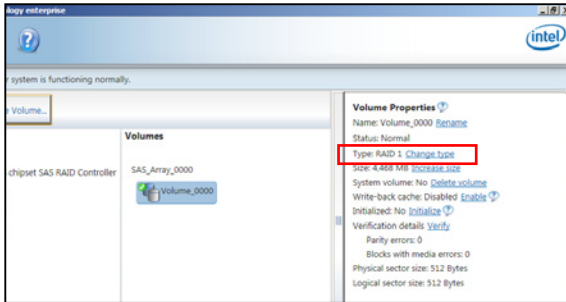 ology enterprise
intel
r system is functioning normally.
e Volume...
Volumes
chipset SAS RAID Controller
SAS_Array_0000
Volume_0000
Volume Properties
Name: Volume_0000 Rename
Status: Normal
Type: RAID 1 Change type
Size: 4,468 MB Increase size
System volume: No Delete volume
Write-back cache: Disabled Enable
Initialized: No Initialize
Verification details Verify
Parity errors: 0
Blocks with media errors: 0
Physical sector size: 512 Bytes
Logical sector size: 512 Bytes